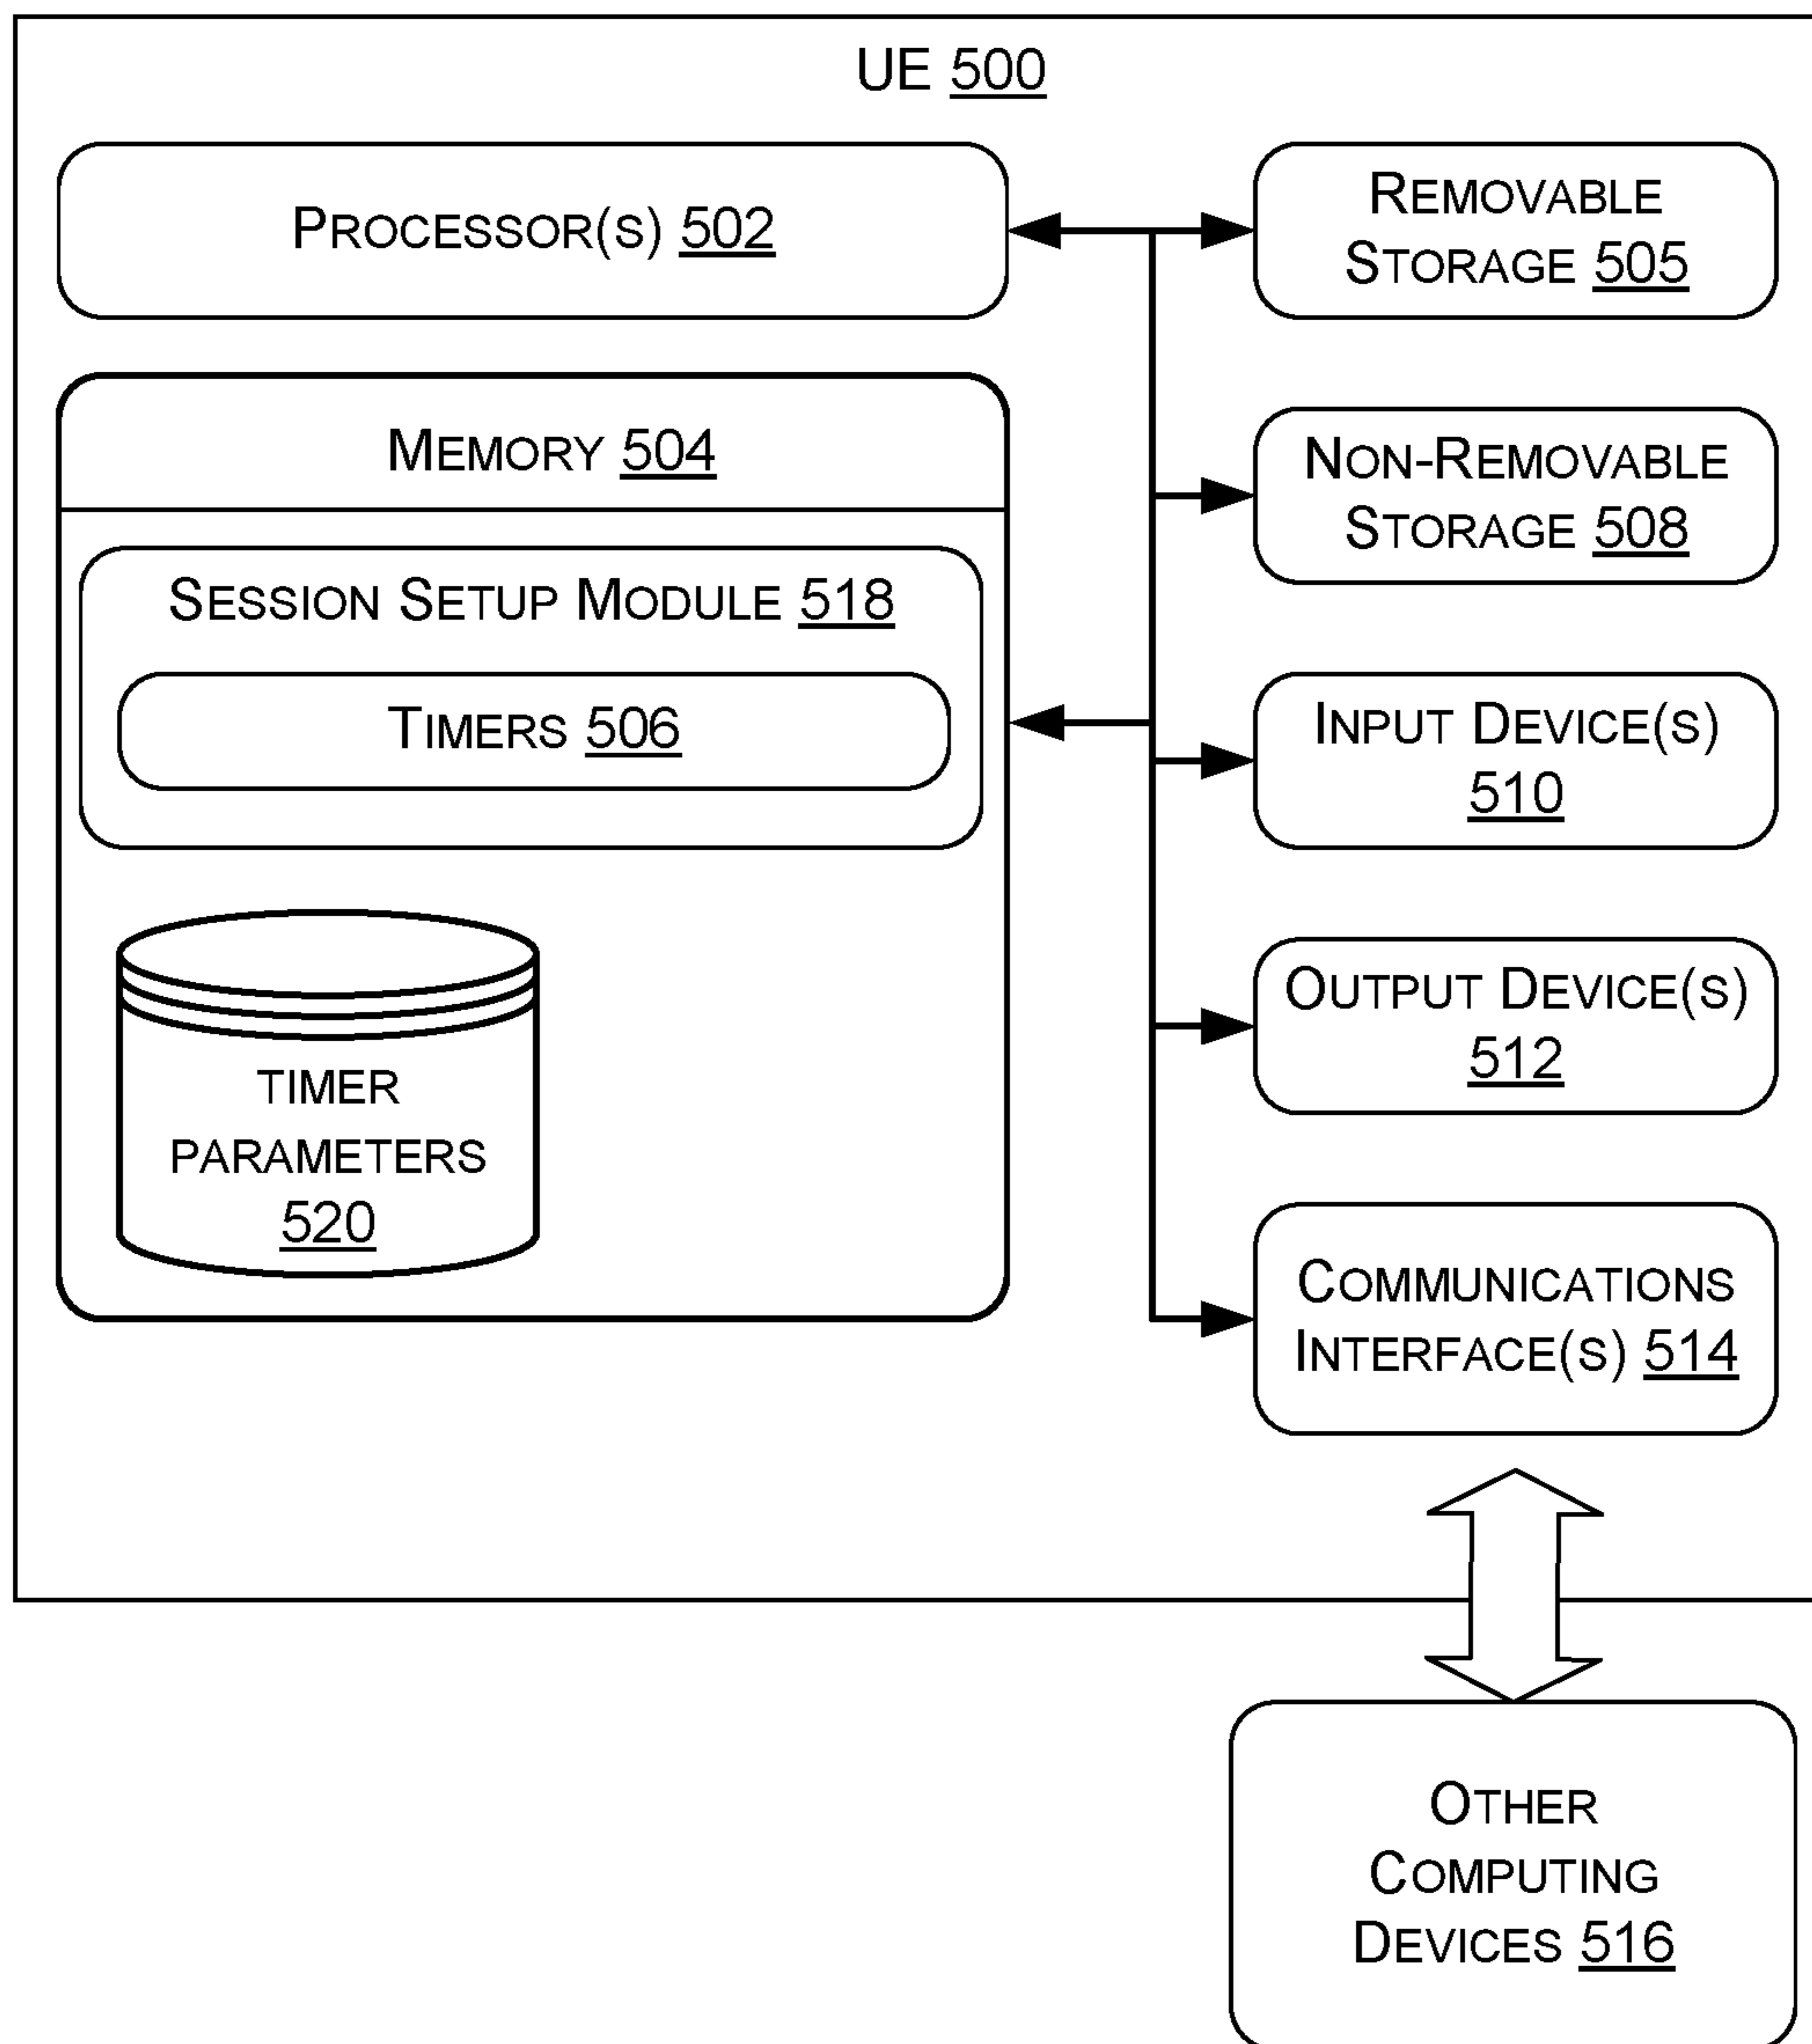 UE 500
PROCESSOR(S) 502
MEMORY 504
SESSION SETUP MODULE 518
TIMERS 506
TIMER
PARAMETERS
520
REMOVABLE
STORAGE 505
NON-REMOVABLE
STORAGE 508
INPUT DEVICE(S)
510
OUTPUT DEVICE(S)
512
COMMUNICATIONS
INTERFACE(S) 514
OTHER
COMPUTING
DEVICES 516